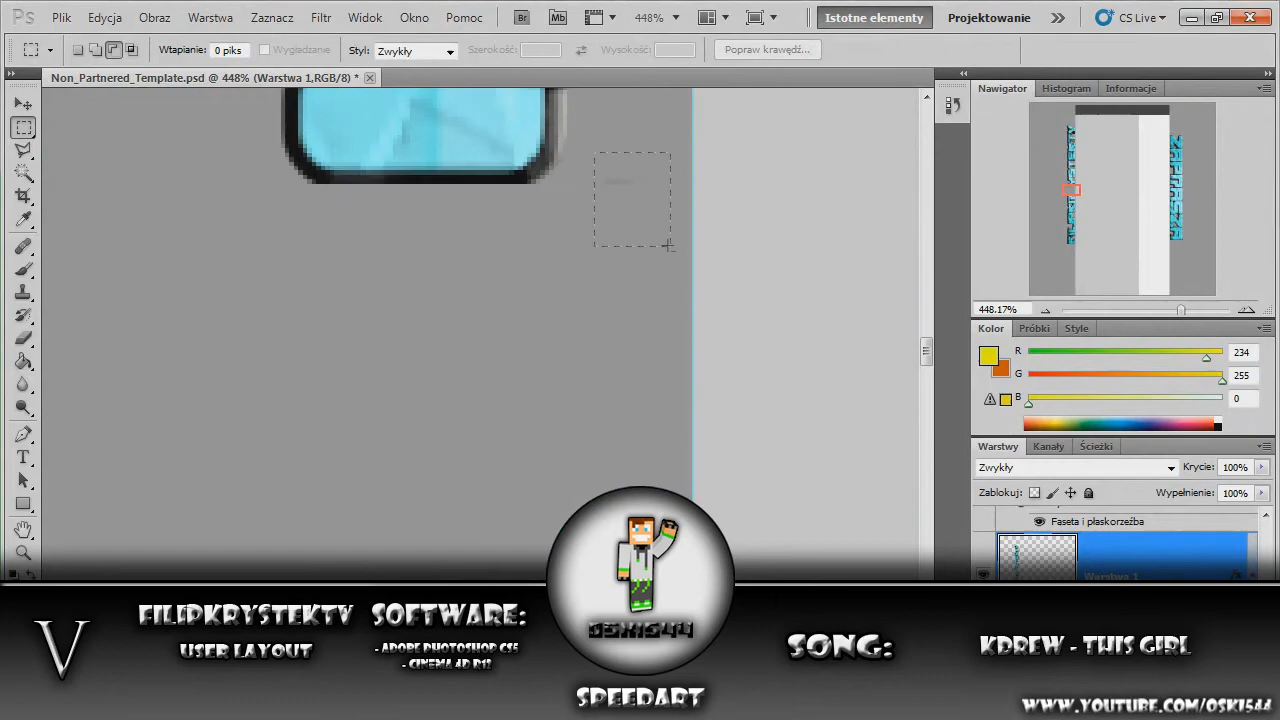 Ps Plik Edycja Obraz Warstwa Zaznacz Filtr Widok Okno Pomoc Br Mb 448% Istotne elementy Projektowanie CS Live
Wtapianie: 0 piks Wygładzanie Styl: Zwykły Szerokość: Wysokość: Popraw krawędź...
Non_Partnered_Template.psd @ 448% (Warstwa 1,RGB/8) *
Nawigator Histogram Informacje
448.17%
Kolor Próbki Style
R 234
G 255
B 0
Warstwy Kanały Ścieżki
Zwykły Krycie: 100%
Zablokuj: Wypełnienie: 100%
Faseta i płaskorzeźba
Warstwa 1
V
FILIPKRYSTEKTV
USER LAYOUT
SOFTWARE:
- ADOBE PHOTOSHOP CS5
- CINEMA 4D R12
OSKI544
SPEEDART
SONG:
KDREW - THIS GIRL
WWW.YOUTUBE.COM/OSKI544